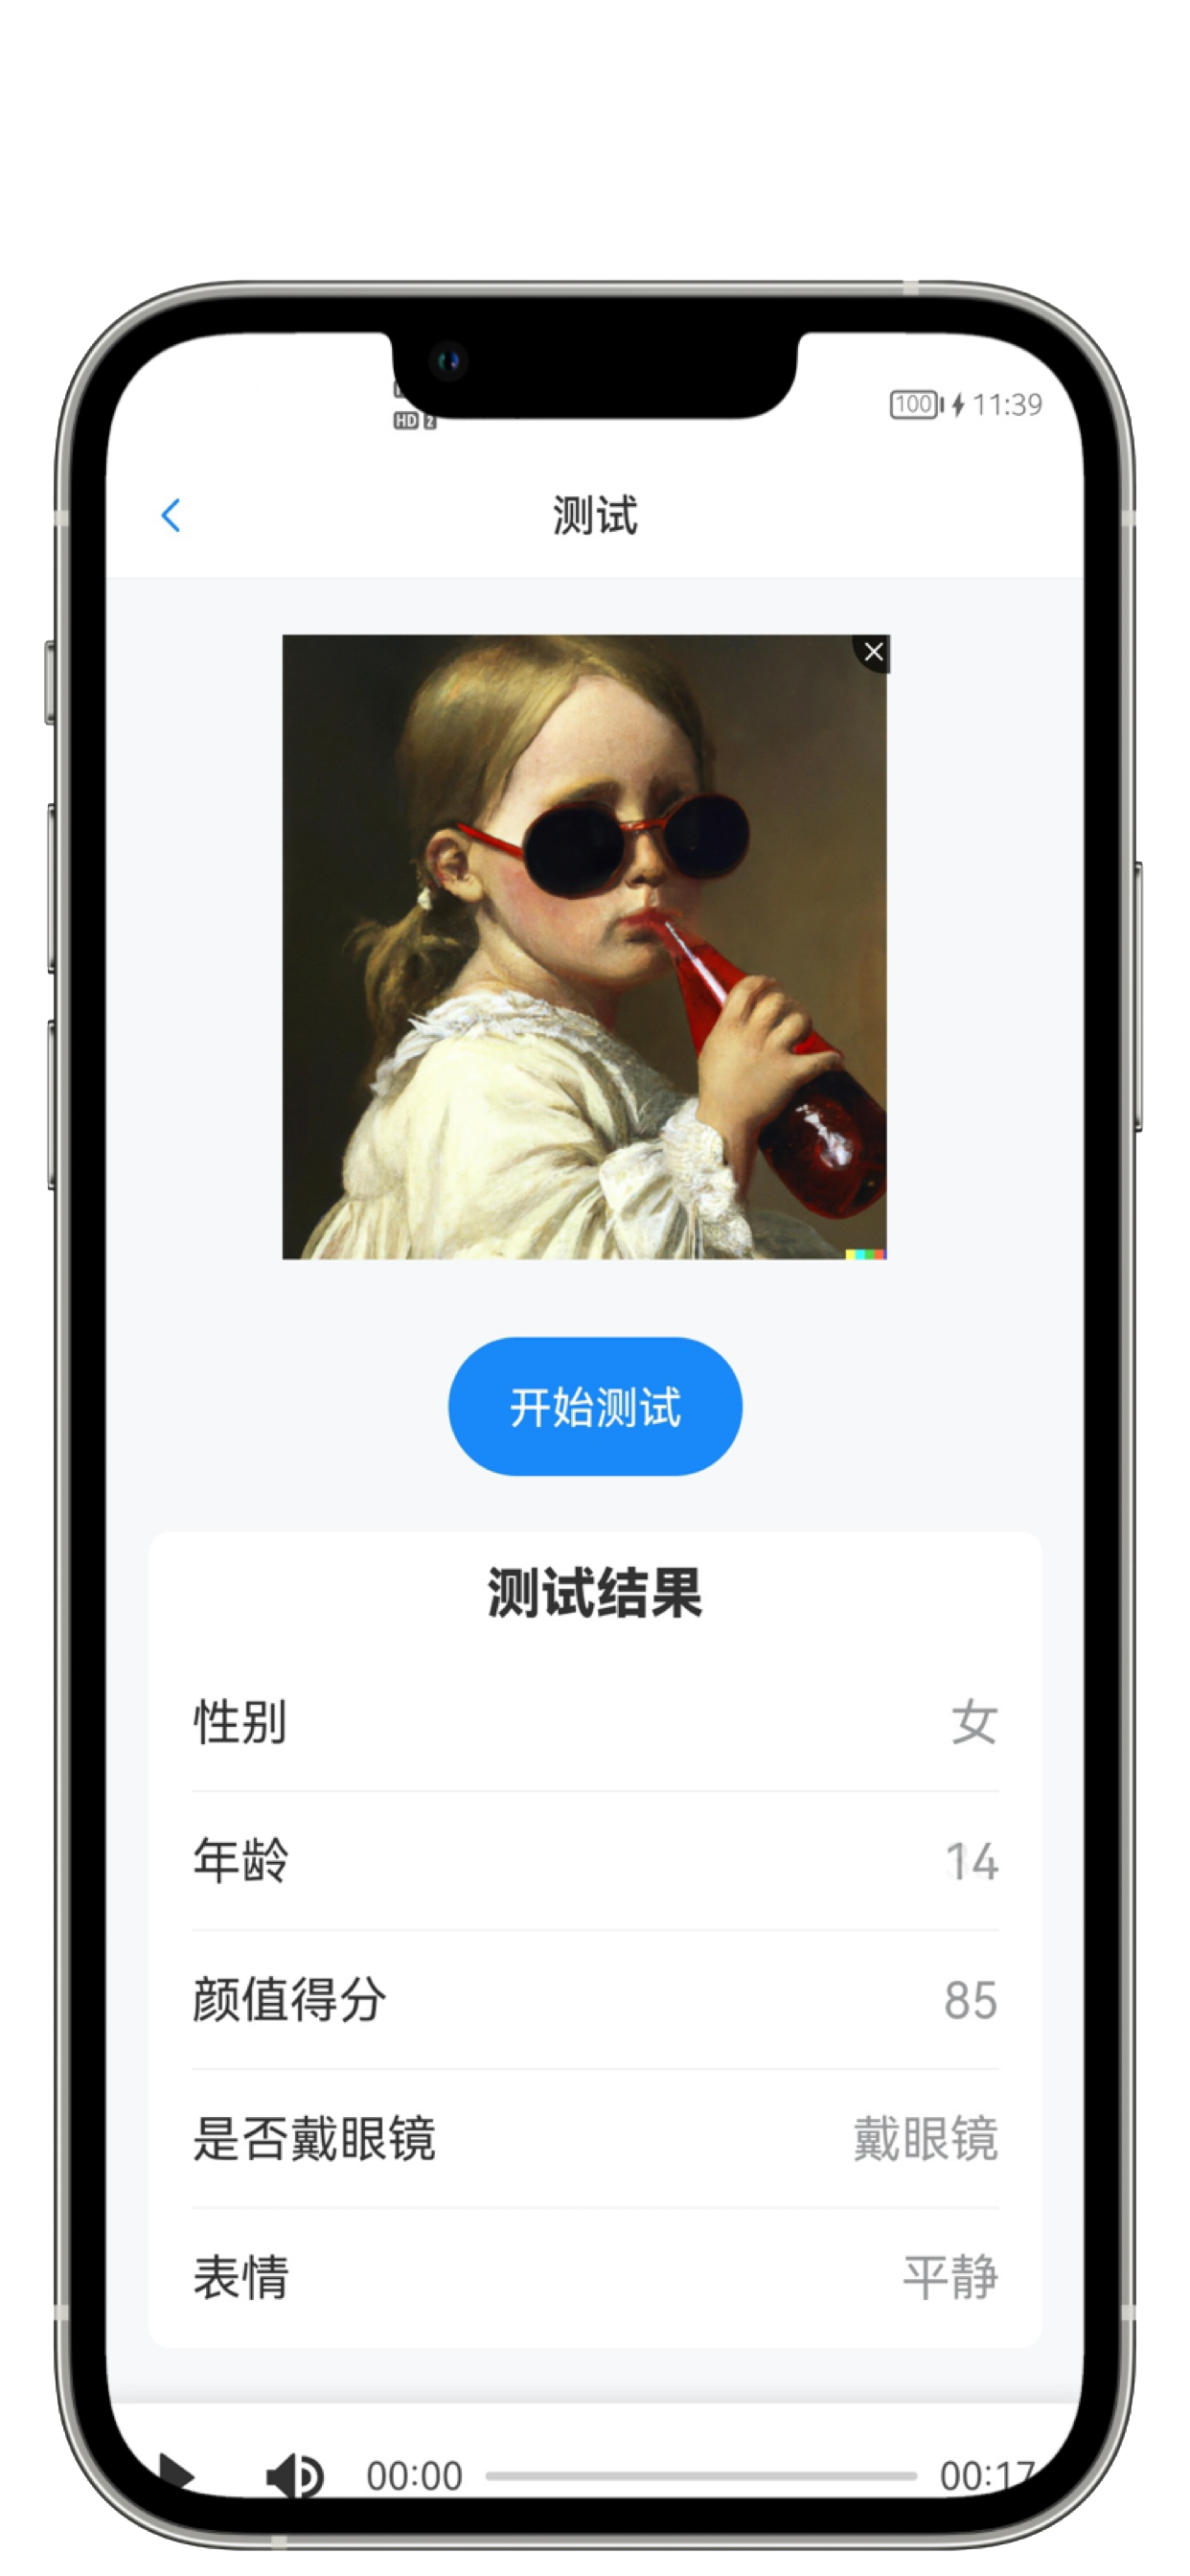 HD 2
100 11:39
测试
开始测试
测试结果
性别 女
年龄 14
颜值得分 85
是否戴眼镜 戴眼镜
表情 平静
00:00 00:17